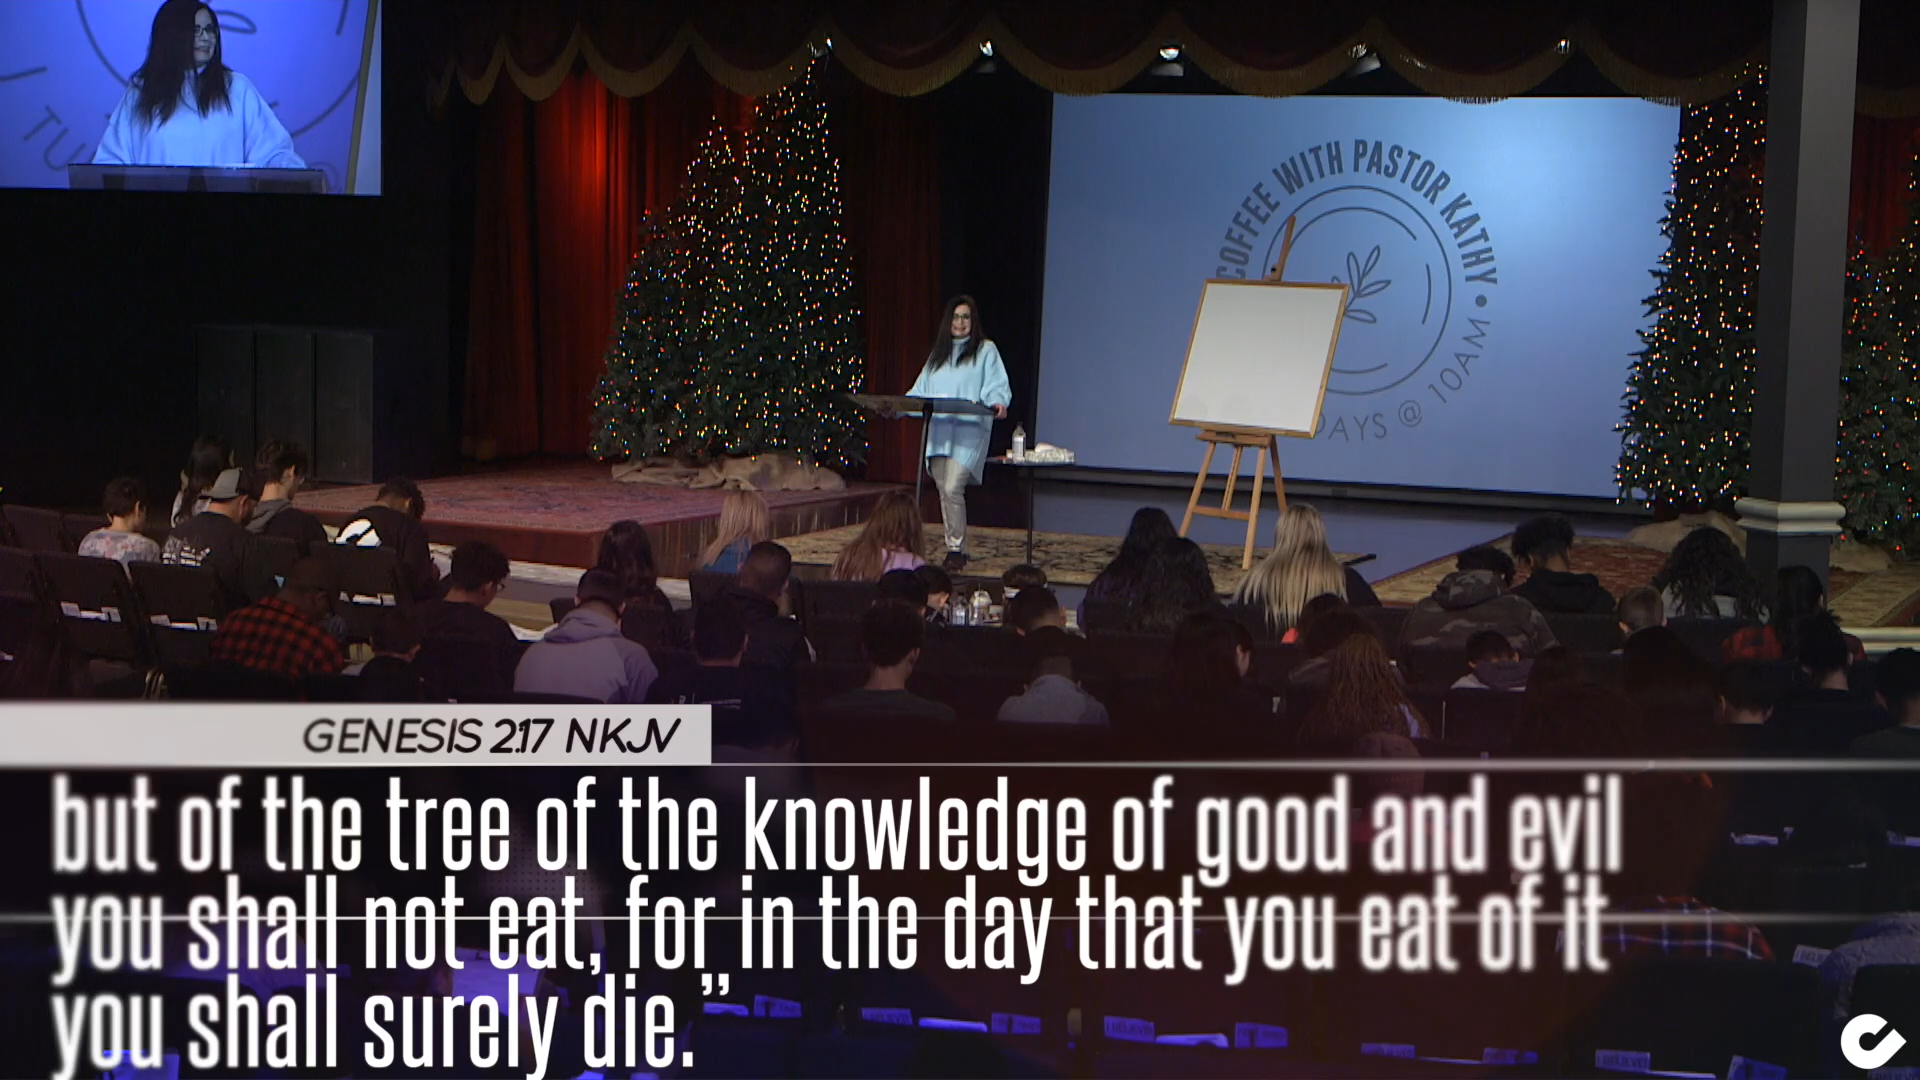 TU
COFFEE WITH PASTOR KATHY •
DAYS @ 10AM
GENESIS 2:17 NKJV
but of the tree of the knowledge of good and evil
you shall not eat, for in the day that you eat of it
you shall surely die.”
I BELIEVE!